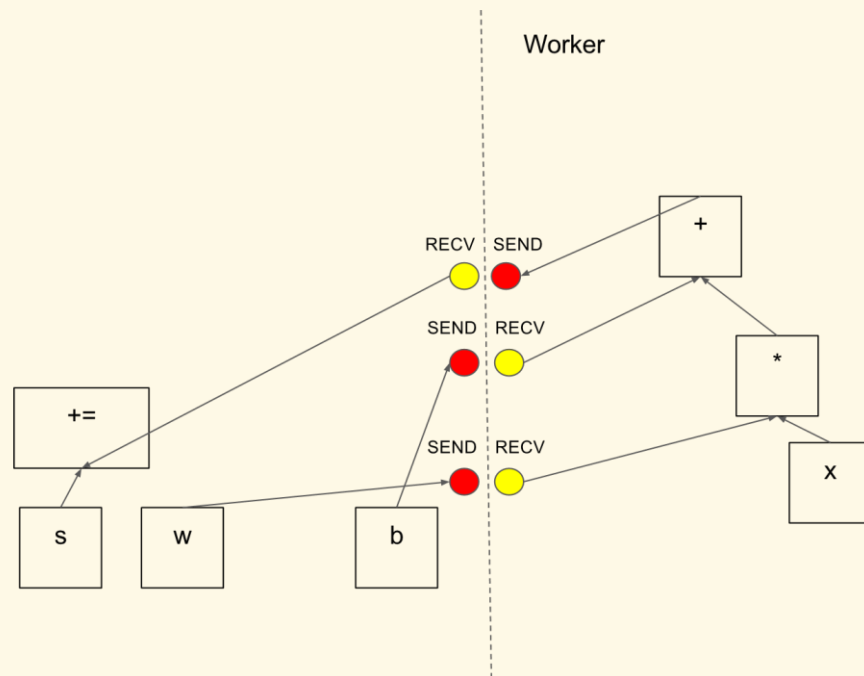 Worker
+
RECV SEND
SEND RECV
*
+=
SEND RECV
x
s w b